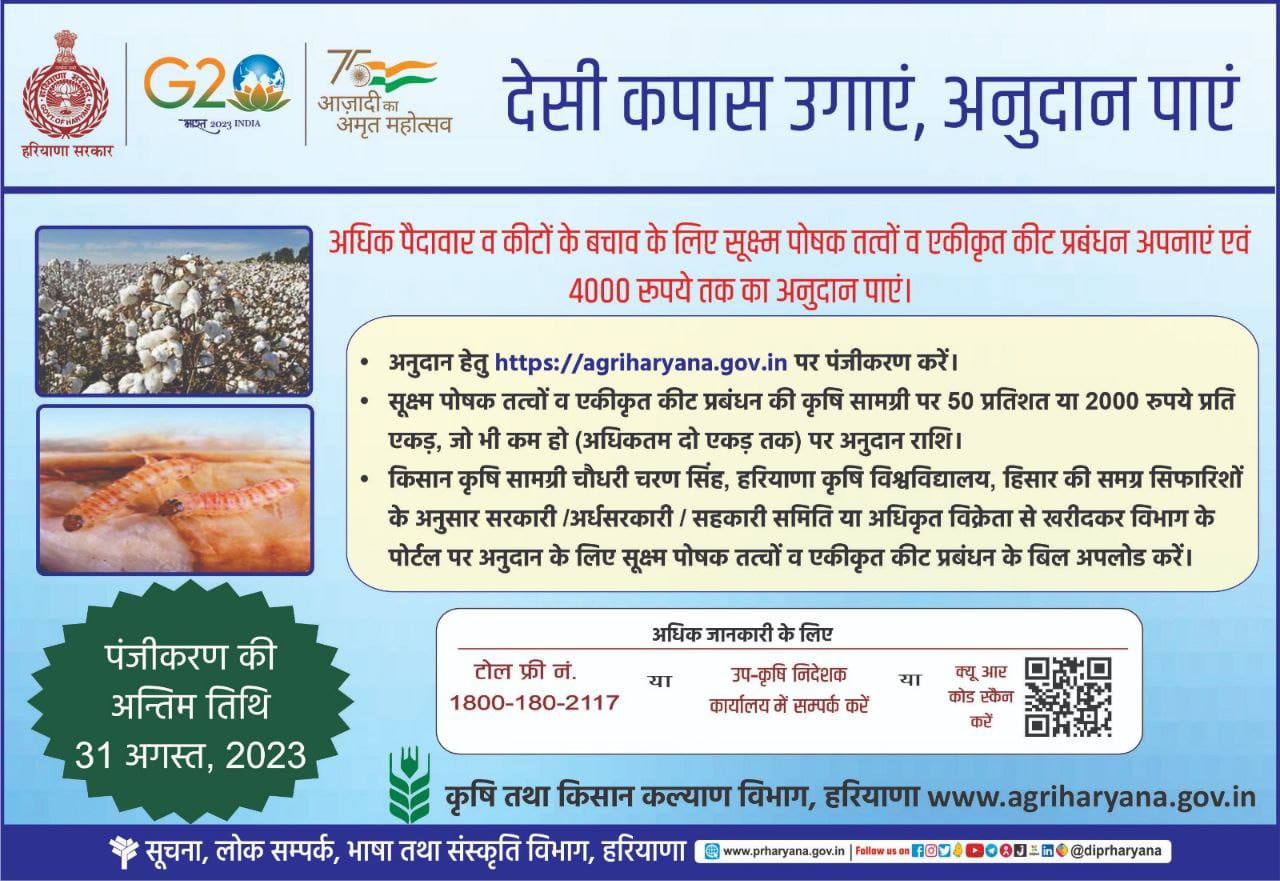 हरियाणा सरकार
GOVT. OF HARYANA
G20
भारत 2023 INDIA
75
आज़ादी का
अमृत महोत्सव
देसी कपास उगाएं, अनुदान पाएं
अधिक पैदावार व कीटों के बचाव के लिए सूक्ष्म पोषक तत्वों व एकीकृत कीट प्रबंधन अपनाएं एवं
4000 रूपये तक का अनुदान पाएं।
• अनुदान हेतु https://agriharyana.gov.in पर पंजीकरण करें।
• सूक्ष्म पोषक तत्वों व एकीकृत कीट प्रबंधन की कृषि सामग्री पर 50 प्रतिशत या 2000 रूपये प्रति
एकड़, जो भी कम हो (अधिकतम दो एकड़ तक) पर अनुदान राशि।
• किसान कृषि सामग्री चौधरी चरण सिंह, हरियाणा कृषि विश्वविद्यालय, हिसार की समग्र सिफारिशों
के अनुसार सरकारी /अर्धसरकारी / सहकारी समिति या अधिकृत विक्रेता से खरीदकर विभाग के
पोर्टल पर अनुदान के लिए सूक्ष्म पोषक तत्वों व एकीकृत कीट प्रबंधन के बिल अपलोड करें।
पंजीकरण की
अन्तिम तिथि
31 अगस्त, 2023
अधिक जानकारी के लिए
टोल फ्री नं.
1800-180-2117
या
उप-कृषि निदेशक
कार्यालय में सम्पर्क करें
या
क्यू आर
कोड स्कैन
करें
कृषि तथा किसान कल्याण विभाग, हरियाणा www.agriharyana.gov.in
सूचना, लोक सम्पर्क, भाषा तथा संस्कृति विभाग, हरियाणा www.prharyana.gov.in | Follow us on @diprharyana